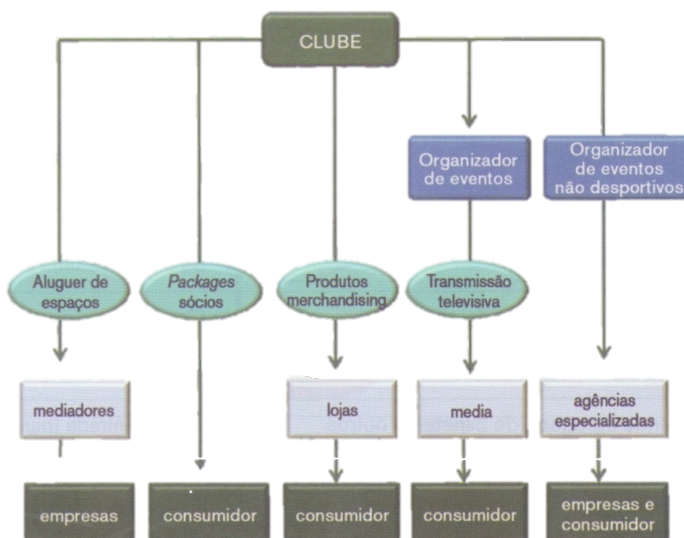 CLUBE
Organizador
de eventos
Organizador
de eventos
não desportivos
Aluguer de
espaços
Packages
sócios
Produtos
merchandising
Transmissão
televisiva
mediadores
lojas
media
agências
especializadas
empresas
consumidor
consumidor
consumidor
empresas e
consumidor